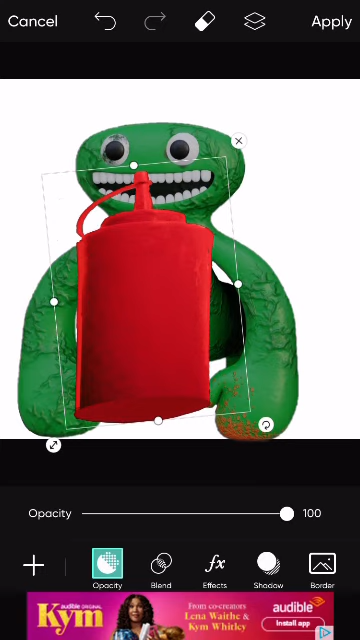 Cancel
Apply
Opacity
100
Opacity
Blend
fx
Effects
Shadow
Border
audible ORIGINAL
Kym
From co-creators
Lena Waithe &
Kym Whitley
audible
Install app